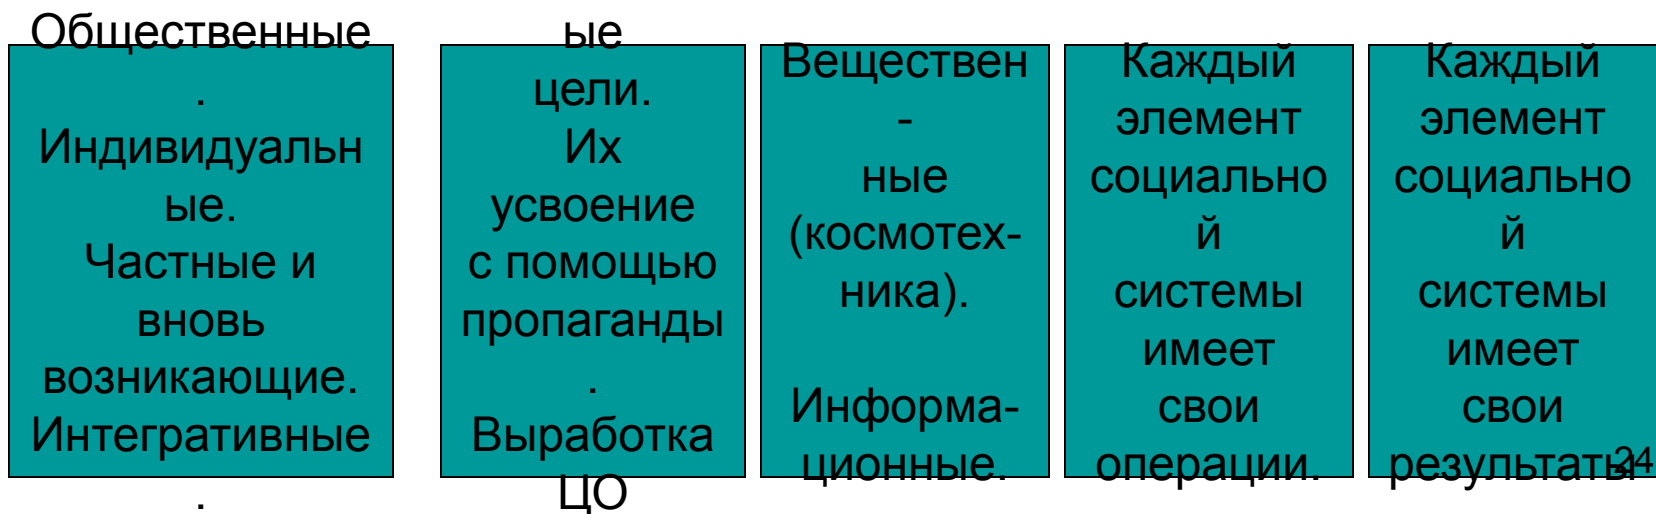 Общественные
.
Индивидуальн
ые.
Частные и
вновь
возникающие.
Интегративные
.
ые
цели.
Их
усвоение
с помощью
пропаганды
.
Выработка
ЦО
Веществен
-
ные
(космотех-
ника).
Информа-
ционные.
Каждый
элемент
социально
й
системы
имеет
свои
операции.
Каждый
элемент
социально
й
системы
имеет
свои
результаты
24